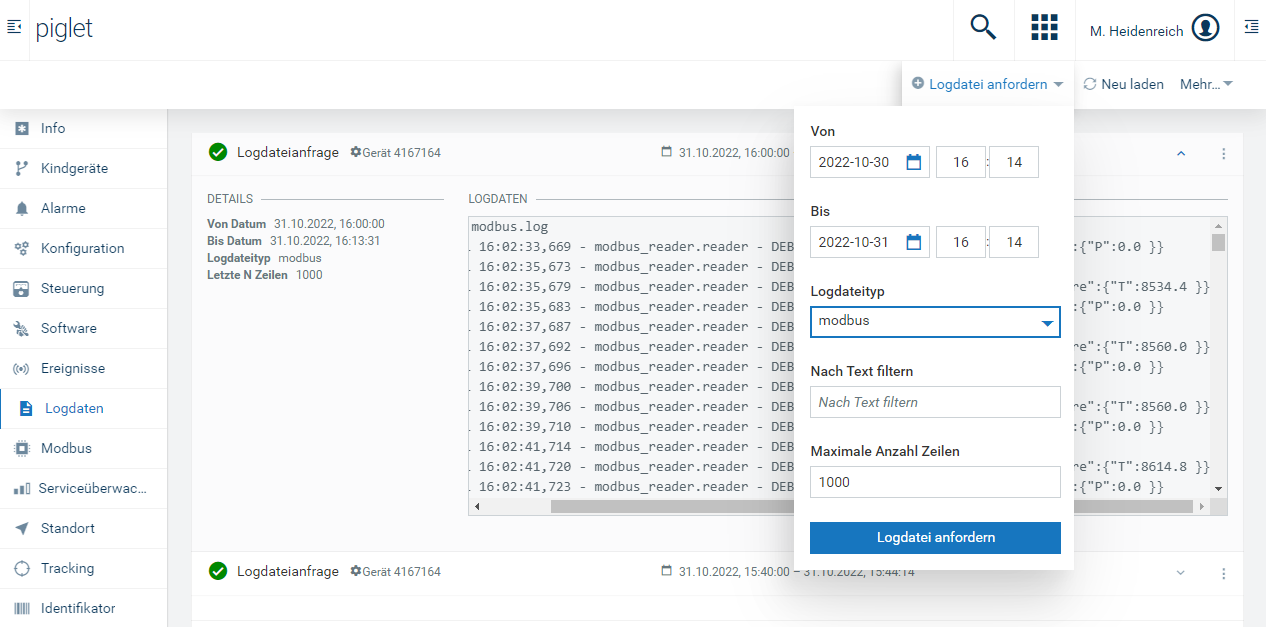 piglet
M. Heidenreich
Logdatei anfordern
Neu laden
Mehr...
Info
Kindgeräte
Alarme
Konfiguration
Steuerung
Software
Ereignisse
Logdaten
Modbus
Serviceüberwac...
Standort
Tracking
Identifikator
Logdateianfrage Gerät 4167164 31.10.2022, 16:00:00
DETAILS
Von Datum 31.10.2022, 16:00:00
Bis Datum 31.10.2022, 16:13:31
Logdateityp modbus
Letzte N Zeilen 1000
LOGDATEN
modbus.log
16:02:33,669 - modbus_reader.reader - DEB :{"P":0.0 }}
16:02:35,673 - modbus_reader.reader - DEB
16:02:35,679 - modbus_reader.reader - DEB re":{"T":8534.4 }}
16:02:35,683 - modbus_reader.reader - DEB :{"P":0.0 }}
16:02:37,687 - modbus_reader.reader - DEB
16:02:37,692 - modbus_reader.reader - DEB re":{"T":8560.0 }}
16:02:37,696 - modbus_reader.reader - DEB :{"P":0.0 }}
16:02:39,700 - modbus_reader.reader - DEB
16:02:39,706 - modbus_reader.reader - DEB re":{"T":8560.0 }}
16:02:39,710 - modbus_reader.reader - DEB :{"P":0.0 }}
16:02:41,714 - modbus_reader.reader - DEB
16:02:41,720 - modbus_reader.reader - DEB re":{"T":8614.8 }}
16:02:41,723 - modbus_reader.reader - DEB :{"P":0.0 }}
Von
2022-10-30 16 : 14
Bis
2022-10-31 16 : 14
Logdateityp
modbus
Nach Text filtern
Nach Text filtern
Maximale Anzahl Zeilen
1000
Logdatei anfordern
Logdateianfrage Gerät 4167164 31.10.2022, 15:40:00 – 31.10.2022, 15:44:14